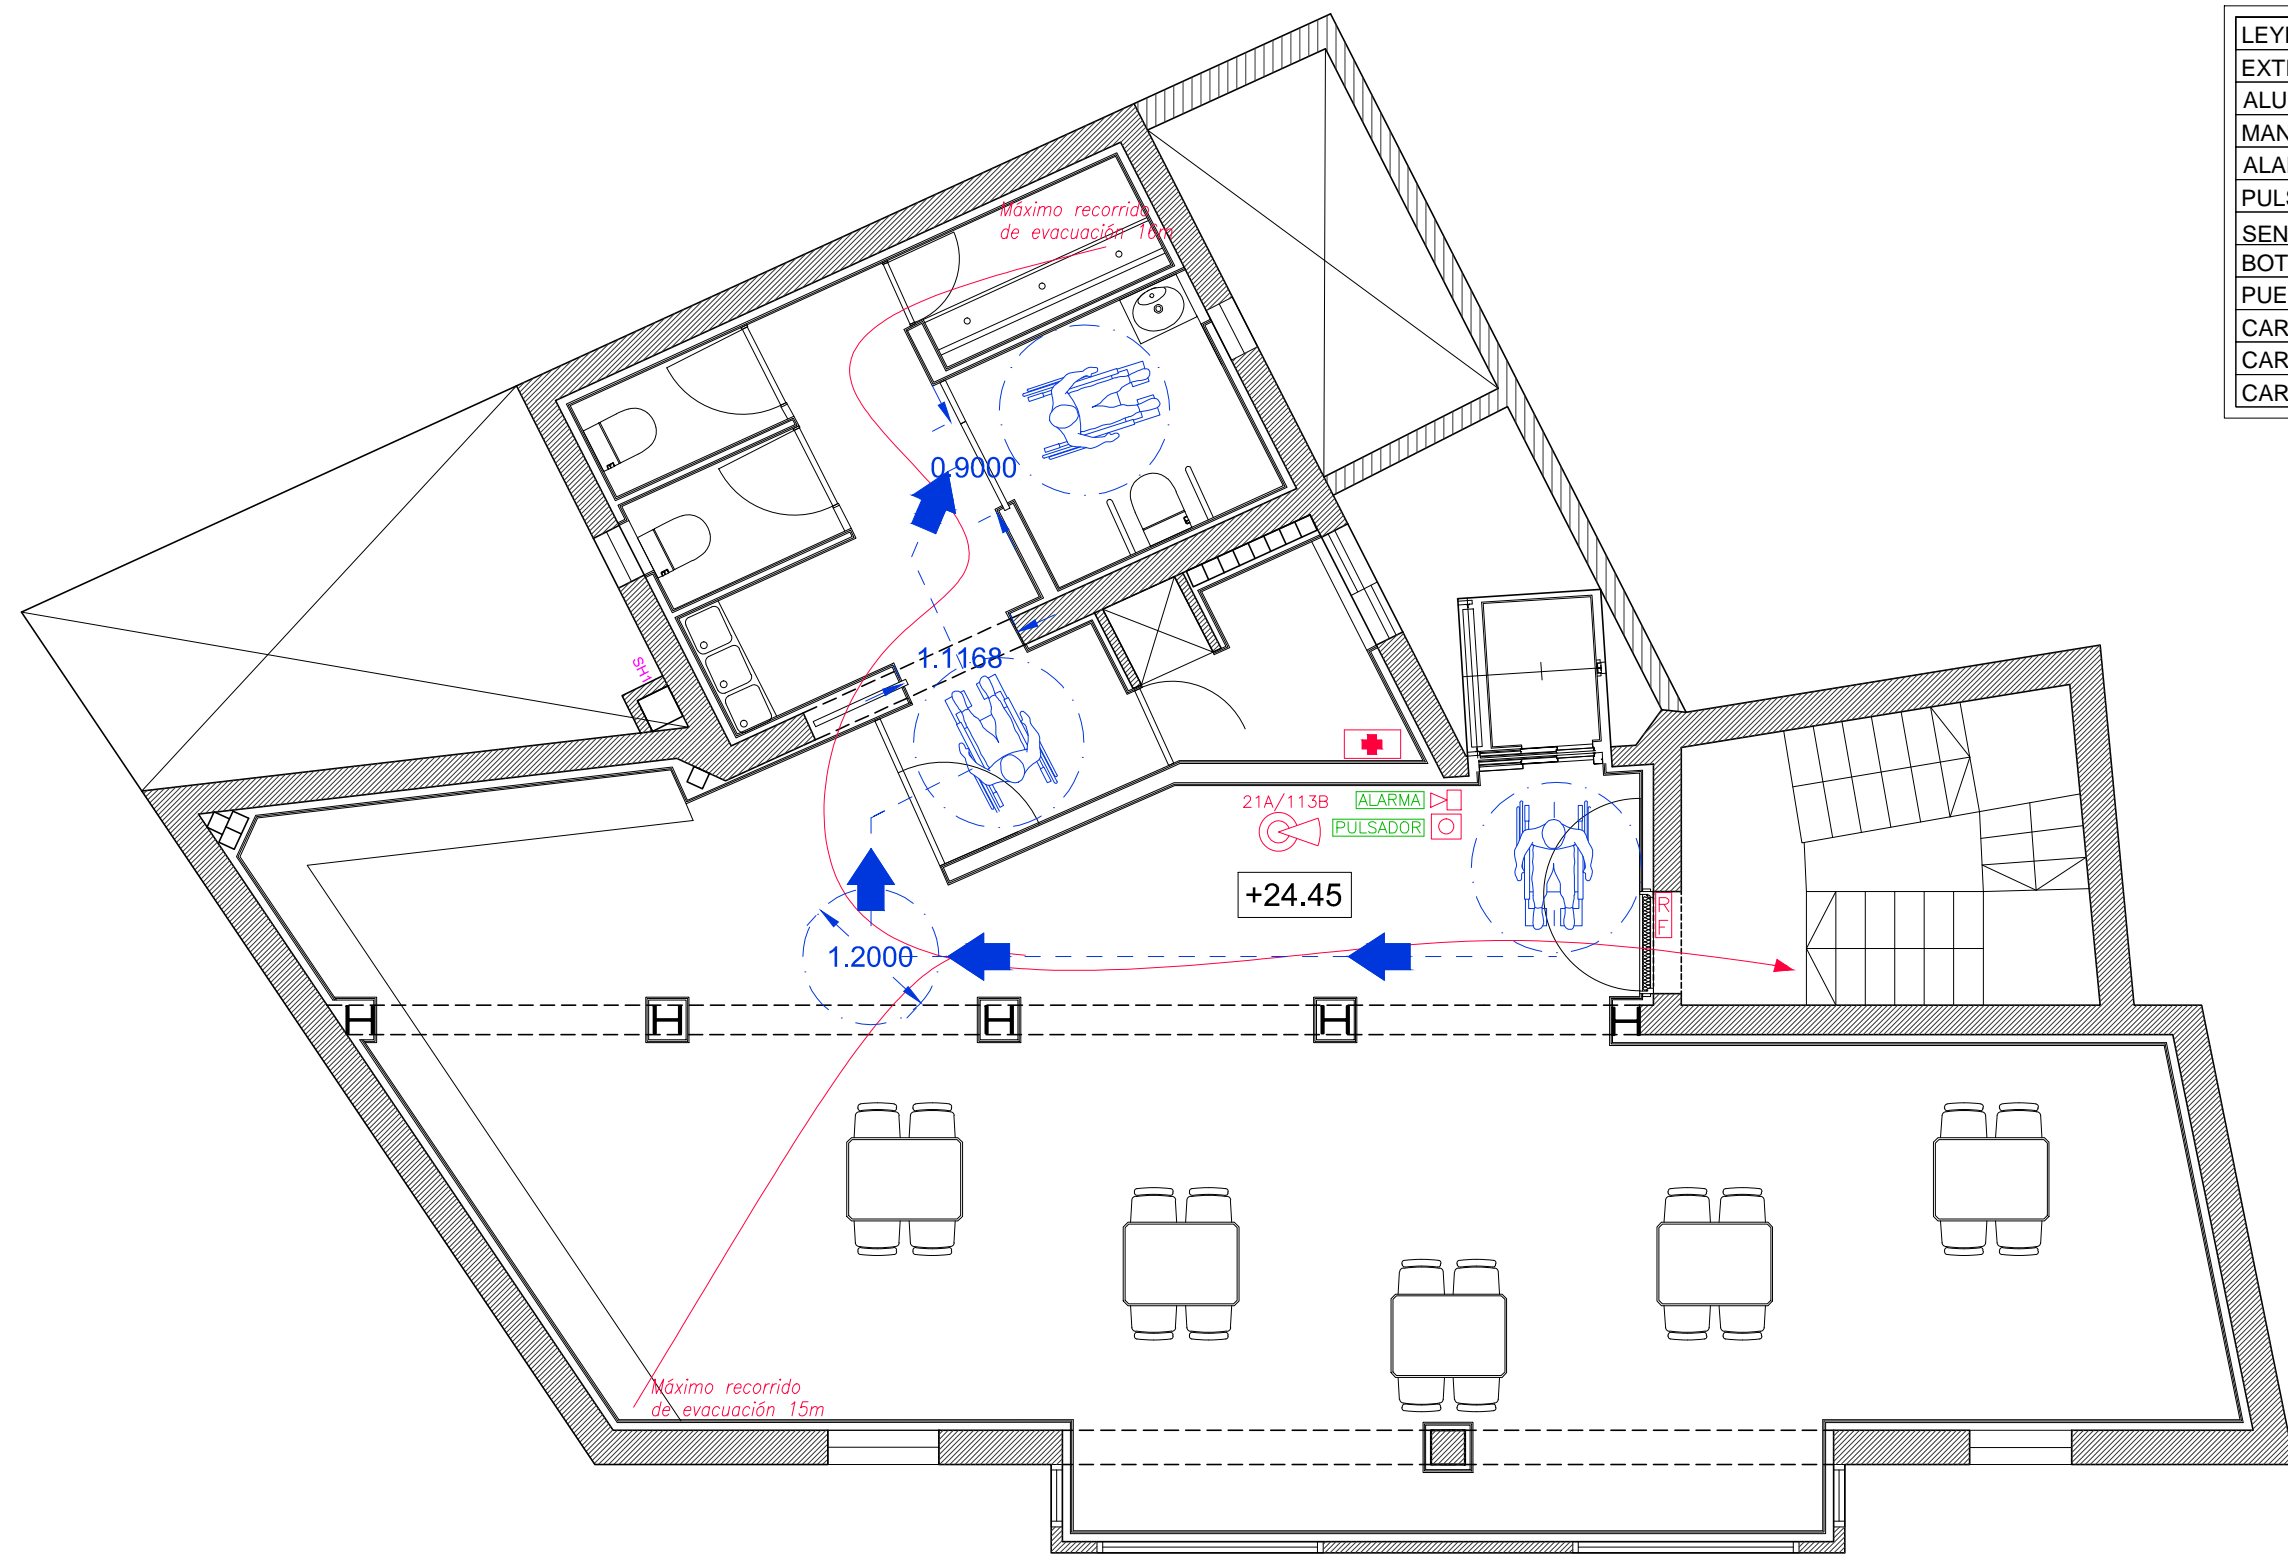 LEY
EXT
ALU
MAN
ALA
PUL
SEN
BOT
PUE
CAR
CAR
CAR
Máximo recorrido
de evacuación 16m
0.9000
1.1168
SH1
21A/113B
ALARMA
PULSADOR
+24.45
R
F
1.2000
Máximo recorrido
de evacuación 15m